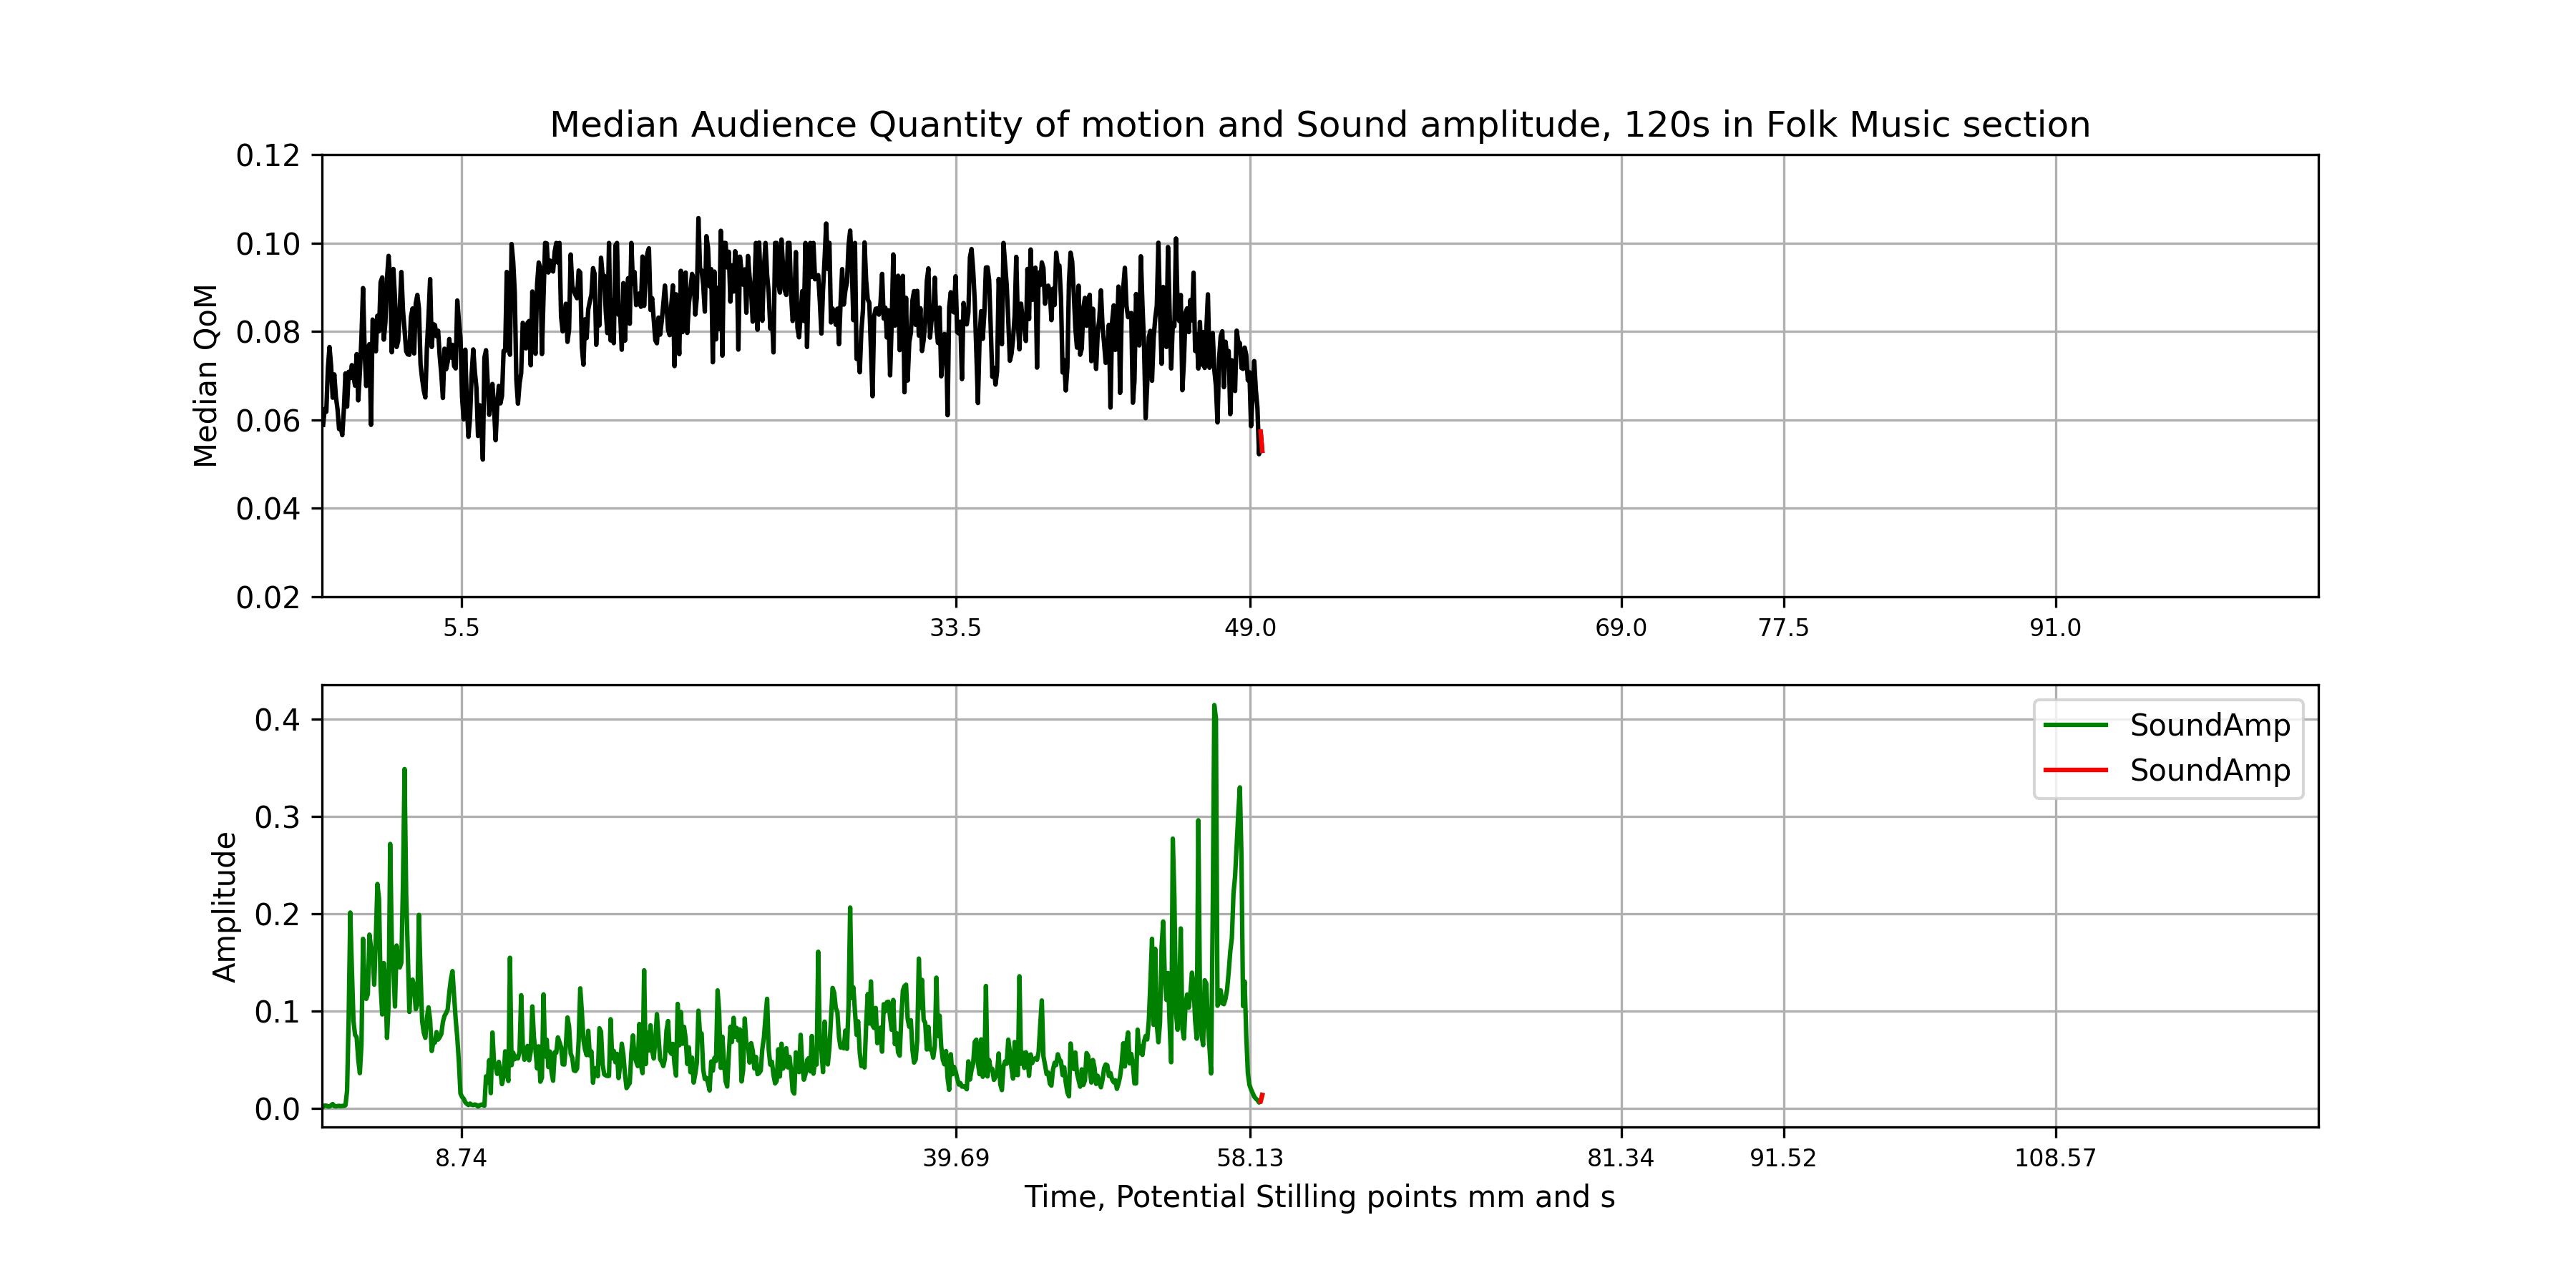 Median Audience Quantity of motion and Sound amplitude, 120s in Folk Music section
0.12
0.10
0.08
0.06
0.04
0.02
Median QoM
5.5 33.5 49.0 69.0 77.5 91.0
0.4
0.3
0.2
0.1
0.0
Amplitude
SoundAmp
SoundAmp
8.74 39.69 58.13 81.34 91.52 108.57
Time, Potential Stilling points mm and s